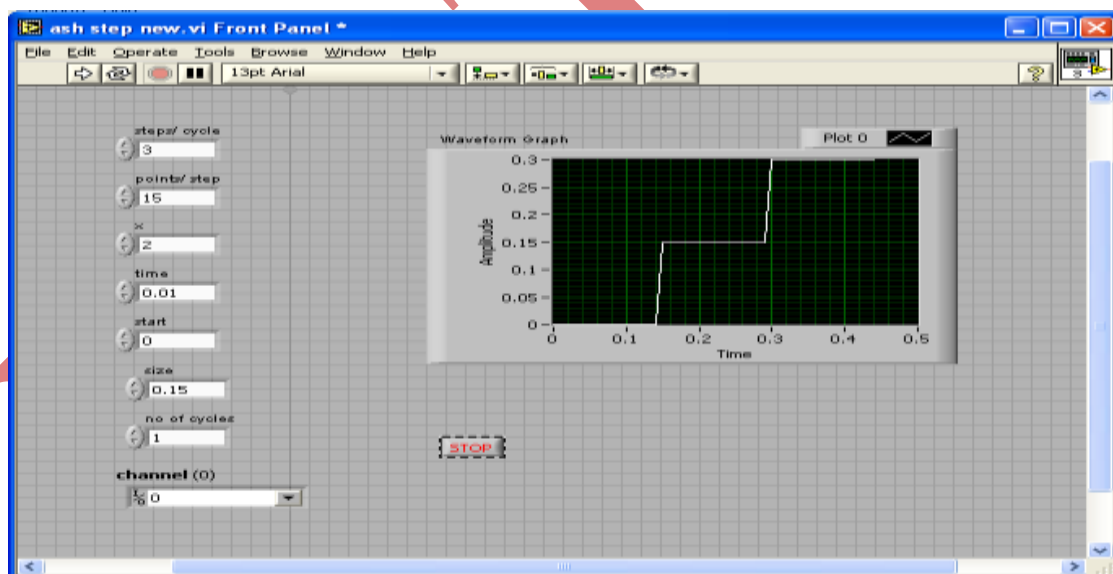 ash step new.vi Front Panel *
File Edit Operate Tools Browse Window Help
13pt Arial
3
steps/ cycle
3
points/ step
15
x
2
time
0.01
start
0
size
0.15
no of cycles
1
channel (0)
0
Waveform Graph
Plot 0
0.3
0.25
0.2
0.15
0.1
0.05
0
Amplitude
0 0.1 0.2 0.3 0.4 0.5
Time
STOP